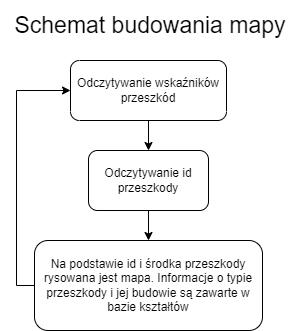 Schemat budowania mapy
Odczytywanie wskaźników
przeszkód
Odczytywanie id
przeszkody
Na podstawie id i środka przeszkody
rysowana jest mapa. Informacje o typie
przeszkody i jej budowie są zawarte w
bazie kształtów